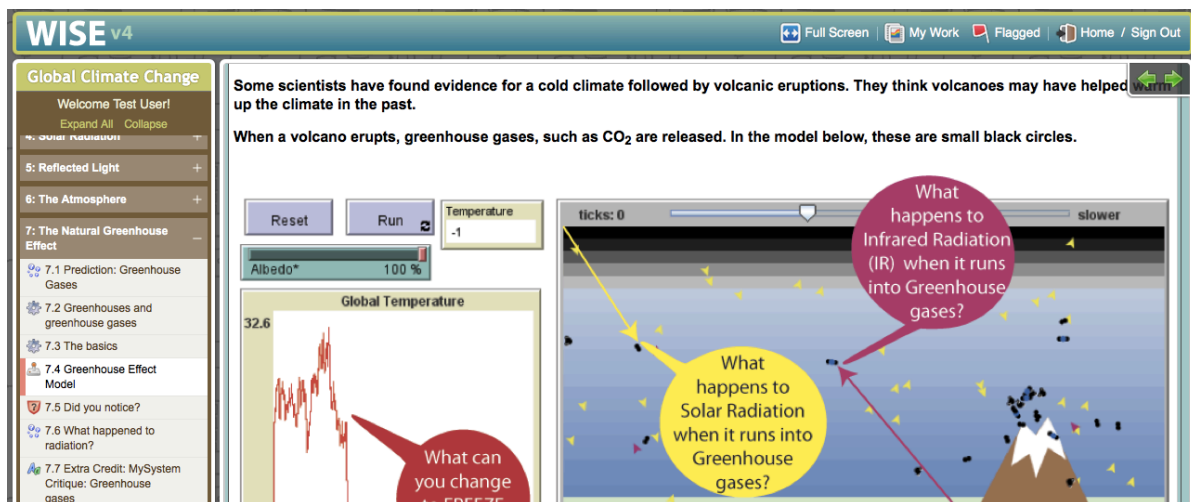 WISE v4
Full Screen
My Work
Flagged
Home / Sign Out
Global Climate Change
Welcome Test User!
Expand All Collapse
4: Solar Radiation +
5: Reflected Light +
6: The Atmosphere +
7: The Natural Greenhouse
Effect –
7.1 Prediction: Greenhouse
Gases
7.2 Greenhouses and
greenhouse gases
7.3 The basics
7.4 Greenhouse Effect
Model
7.5 Did you notice?
7.6 What happened to
radiation?
7.7 Extra Credit: MySystem
Critique: Greenhouse
gases
Some scientists have found evidence for a cold climate followed by volcanic eruptions. They think volcanoes may have helped warm
up the climate in the past.
When a volcano erupts, greenhouse gases, such as CO2 are released. In the model below, these are small black circles.
Reset
Run
Temperature
-1
Albedo* 100 %
Global Temperature
32.6
What can
you change
to FREEZE
ticks: 0
slower
What
happens to
Infrared Radiation
(IR) when it runs
into Greenhouse
gases?
What
happens to
Solar Radiation
when it runs into
Greenhouse
gases?